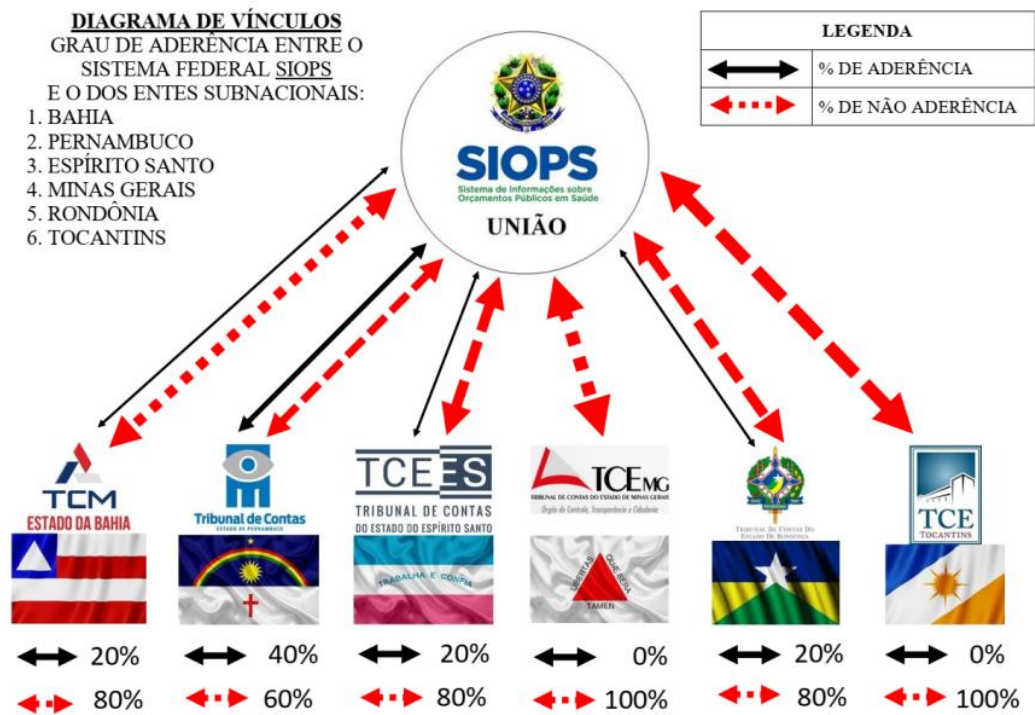 DIAGRAMA DE VÍNCULOS
GRAU DE ADERÊNCIA ENTRE O
SISTEMA FEDERAL SIOPS
E O DOS ENTES SUBNACIONAIS:
1. BAHIA
2. PERNAMBUCO
3. ESPÍRITO SANTO
4. MINAS GERAIS
5. RONDÔNIA
6. TOCANTINS
LEGENDA
% DE ADERÊNCIA
% DE NÃO ADERÊNCIA
SIOPS
Sistema de Informações sobre
Orçamentos Públicos em Saúde
UNIÃO
TCM
ESTADO DA BAHIA
Tribunal de Contas
ESTADO DE PERNAMBUCO
TCEES
TRIBUNAL DE CONTAS
DO ESTADO DO ESPÍRITO SANTO
TCEMG
TRIBUNAL DE CONTAS DO ESTADO DE MINAS GERAIS
Órgão de Controle, Transparência e Cidadania
TRIBUNAL DE CONTAS DO
ESTADO DE RONDÔNIA
TCE
TOCANTINS
TRABALHA E CONFIA
LIBERTAS QUÆ SERA
TAMEN
20% 40% 20% 0% 20% 0%
80% 60% 80% 100% 80% 100%